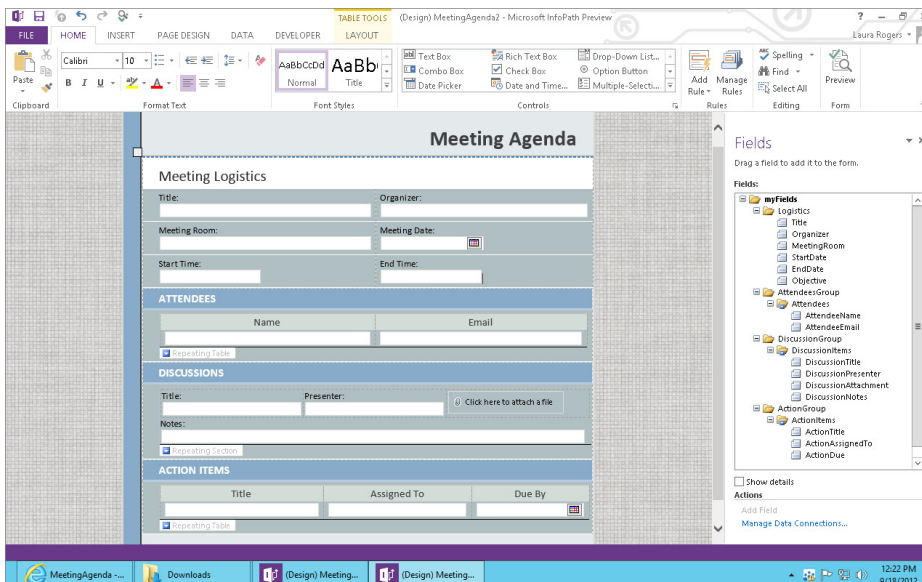 TABLE TOOLS
(Design) MeetingAgenda2 - Microsoft InfoPath Preview
FILE HOME INSERT PAGE DESIGN DATA DEVELOPER LAYOUT
Laura Rogers
Calibri 10
AaBbCcDd AaBb
Text Box Rich Text Box Drop-Down List...
Spelling
Paste
B I U
Normal Title
Combo Box Check Box Option Button
Add Rule Manage Rules
Find
Preview
Date Picker Date and Time... Multiple-Selecti...
Select All
Clipboard Format Text Font Styles Controls Rules Editing Form
Meeting Agenda
Meeting Logistics
Title: Organizer:
Meeting Room: Meeting Date:
Start Time: End Time:
ATTENDEES
Name Email
Repeating Table
DISCUSSIONS
Title: Presenter:
Click here to attach a file
Notes:
Repeating Section
ACTION ITEMS
Title Assigned To Due By
Repeating Table
Fields
Drag a field to add it to the form.
Fields:
myFields
Logistics
Title
Organizer
MeetingRoom
StartDate
EndDate
Objective
AttendeesGroup
Attendees
AttendeeName
AttendeeEmail
DiscussionGroup
DiscussionItems
DiscussionTitle
DiscussionPresenter
DiscussionAttachment
DiscussionNotes
ActionGroup
ActionItems
ActionTitle
ActionAssignedTo
ActionDue
Show details
Actions
Add Field
Manage Data Connections...
MeetingAgenda -... Downloads (Design) Meeting... (Design) Meeting...
12:22 PM